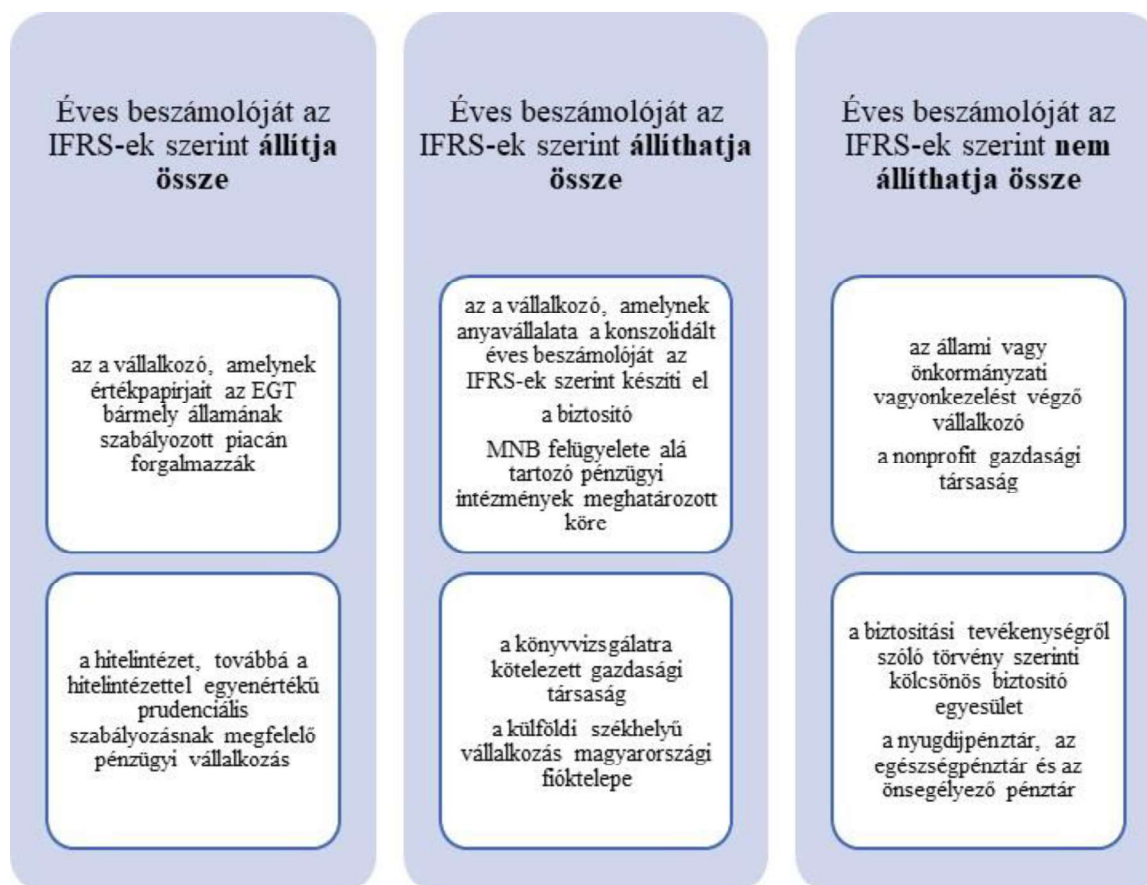 Éves beszámolóját az
IFRS-ek szerint állítja
össze
az a vállalkozó, amelynek
értékpapírjait az EGT
bármely államának
szabályozott piacán
forgalmazzák
a hitelintézet, továbbá a
hitelintézettel egyenértékű
prudenciális
szabályozásnak megfelelő
pénzügyi vállalkozás
Éves beszámolóját az
IFRS-ek szerint állíthatja
össze
az a vállalkozó, amelynek
anyavállalata a konszolidált
éves beszámolóját az
IFRS-ek szerint készíti el
a biztosító
MNB felügyelete alá
tartozó pénzügyi
intézmények meghatározott
köre
a könyvvizsgálatra
kötelezett gazdasági
társaság
a külföldi székhelyű
vállalkozás magyarországi
fióktelepe
Éves beszámolóját az
IFRS-ek szerint nem
állíthatja össze
az állami vagy
önkormányzati
vagyonkezelést végző
vállalkozó
a nonprofit gazdasági
társaság
a biztosítási tevékenységről
szóló törvény szerinti
kölcsönös biztosító
egyesület
a nyugdíjpénztár, az
egészségpénztár és az
önsegélyező pénztár